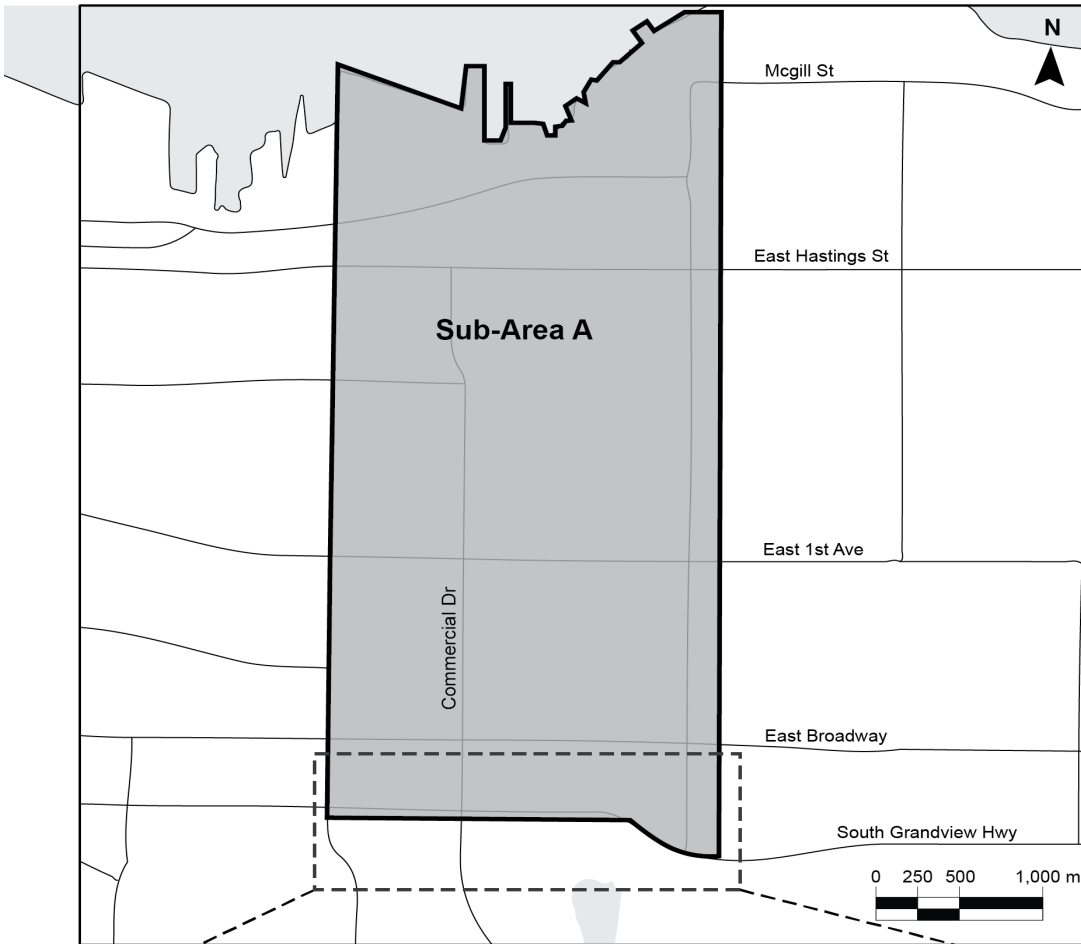 N
Mcgill St
East Hastings St
Sub-Area A
East 1st Ave
Commercial Dr
East Broadway
South Grandview Hwy
0 250 500 1,000 m